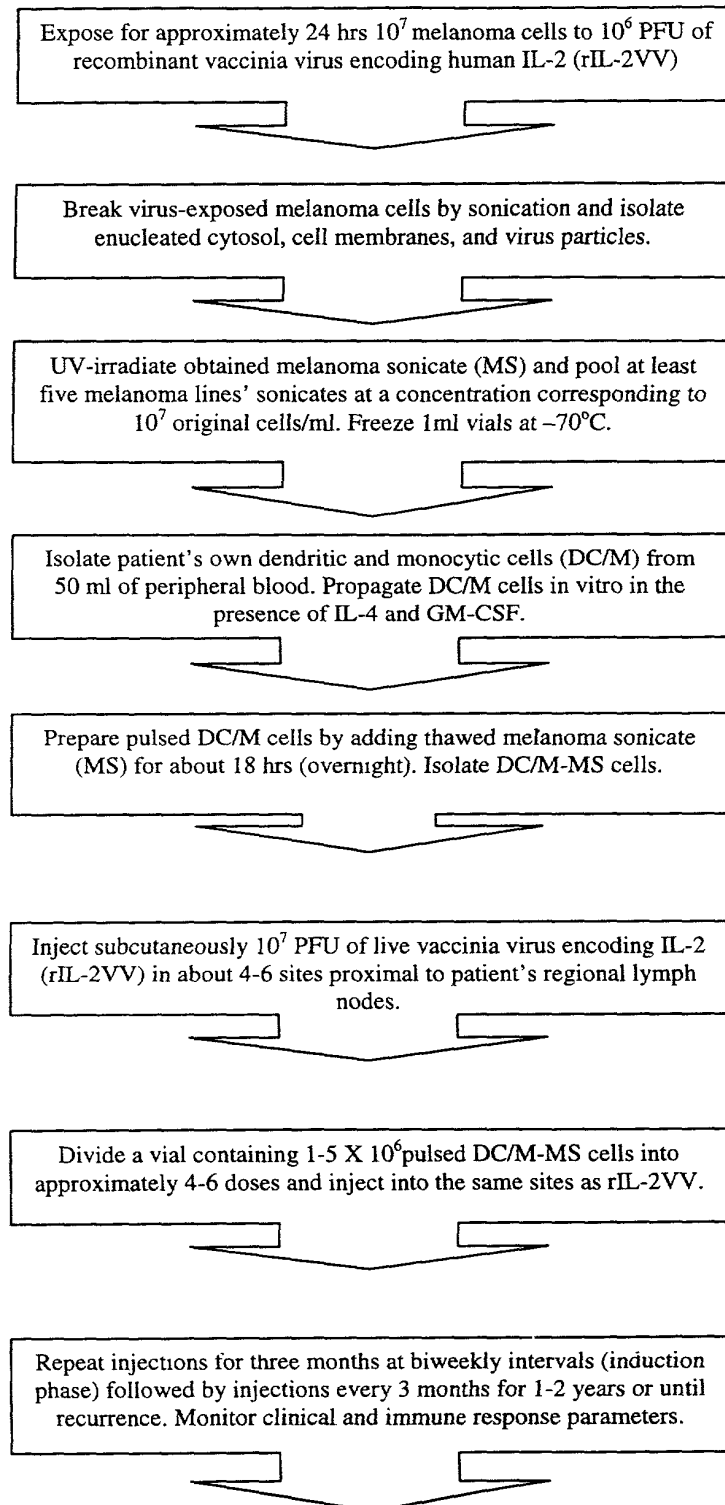 Expose for approximately 24 hrs 10⁷ melanoma cells to 10⁶ PFU of
recombinant vaccinia virus encoding human IL-2 (rIL-2VV)
Break virus-exposed melanoma cells by sonication and isolate
enucleated cytosol, cell membranes, and virus particles.
UV-irradiate obtained melanoma sonicate (MS) and pool at least
five melanoma lines' sonicates at a concentration corresponding to
10⁷ original cells/ml. Freeze 1ml vials at –70°C.
Isolate patient's own dendritic and monocytic cells (DC/M) from
50 ml of peripheral blood. Propagate DC/M cells in vitro in the
presence of IL-4 and GM-CSF.
Prepare pulsed DC/M cells by adding thawed melanoma sonicate
(MS) for about 18 hrs (overnight). Isolate DC/M-MS cells.
Inject subcutaneously 10⁷ PFU of live vaccinia virus encoding IL-2
(rIL-2VV) in about 4-6 sites proximal to patient's regional lymph
nodes.
Divide a vial containing 1-5 X 10⁶pulsed DC/M-MS cells into
approximately 4-6 doses and inject into the same sites as rIL-2VV.
Repeat injections for three months at biweekly intervals (induction
phase) followed by injections every 3 months for 1-2 years or until
recurrence. Monitor clinical and immune response parameters.